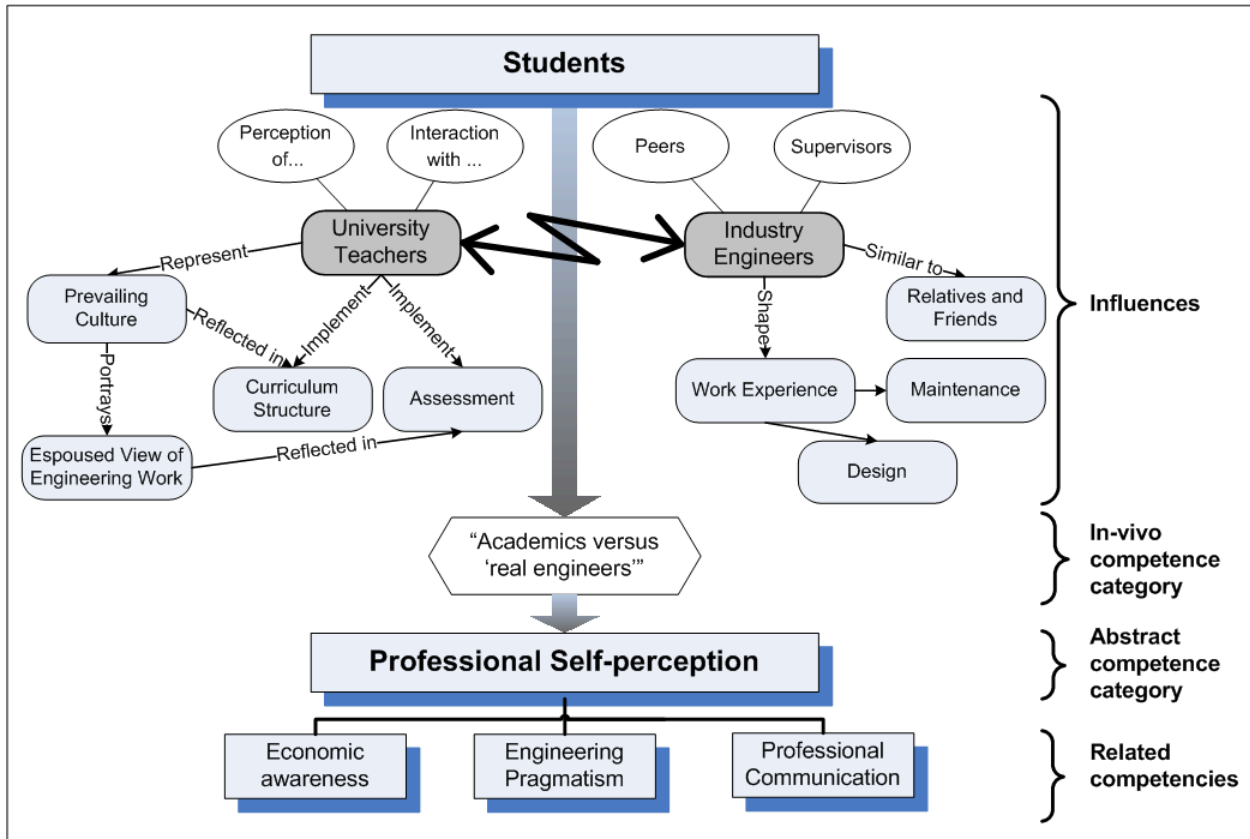 Students
Perception
of...
Interaction
with ...
Peers
Supervisors
University
Teachers
Industry
Engineers
Represent
Similar to
Prevailing
Culture
Reflected in
Implement
Implement
Shape
Relatives and
Friends
Influences
Portrays
Curriculum
Structure
Assessment
Work Experience
Maintenance
Espoused View of
Engineering Work
Reflected in
Design
“Academics versus
‘real engineers’”
In-vivo
competence
category
Professional Self-perception
Abstract
competence
category
Economic
awareness
Engineering
Pragmatism
Professional
Communication
Related
competencies